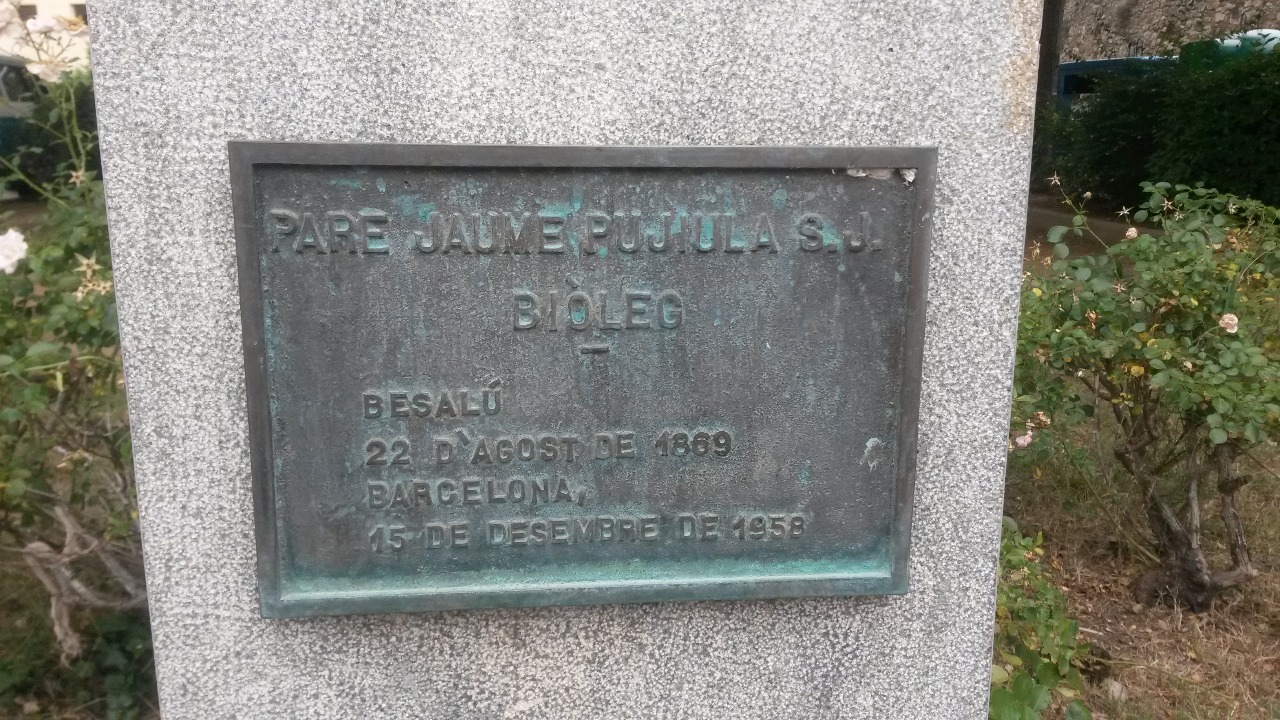 PARE JAUME PUJIULA S.J.
BIÒLEG
BESALÚ
22 D'AGOST DE 1869
BARCELONA,
15 DE DESEMBRE DE 1958